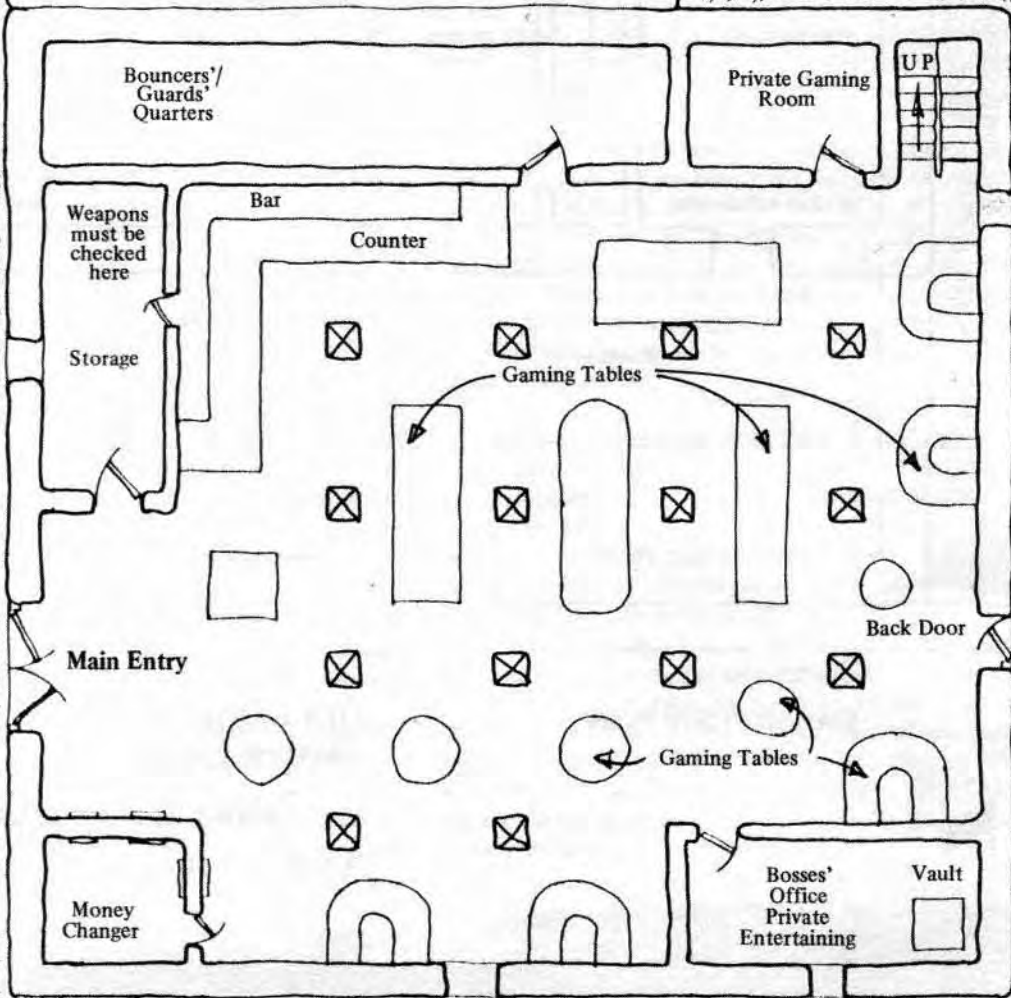 Bouncers'/
Guards'
Quarters
Private Gaming
Room
UP
Weapons
must be
checked
here
Storage
Bar
Counter
Gaming Tables
Back Door
Main Entry
Gaming Tables
Money
Changer
Bosses'
Office
Private
Entertaining
Vault